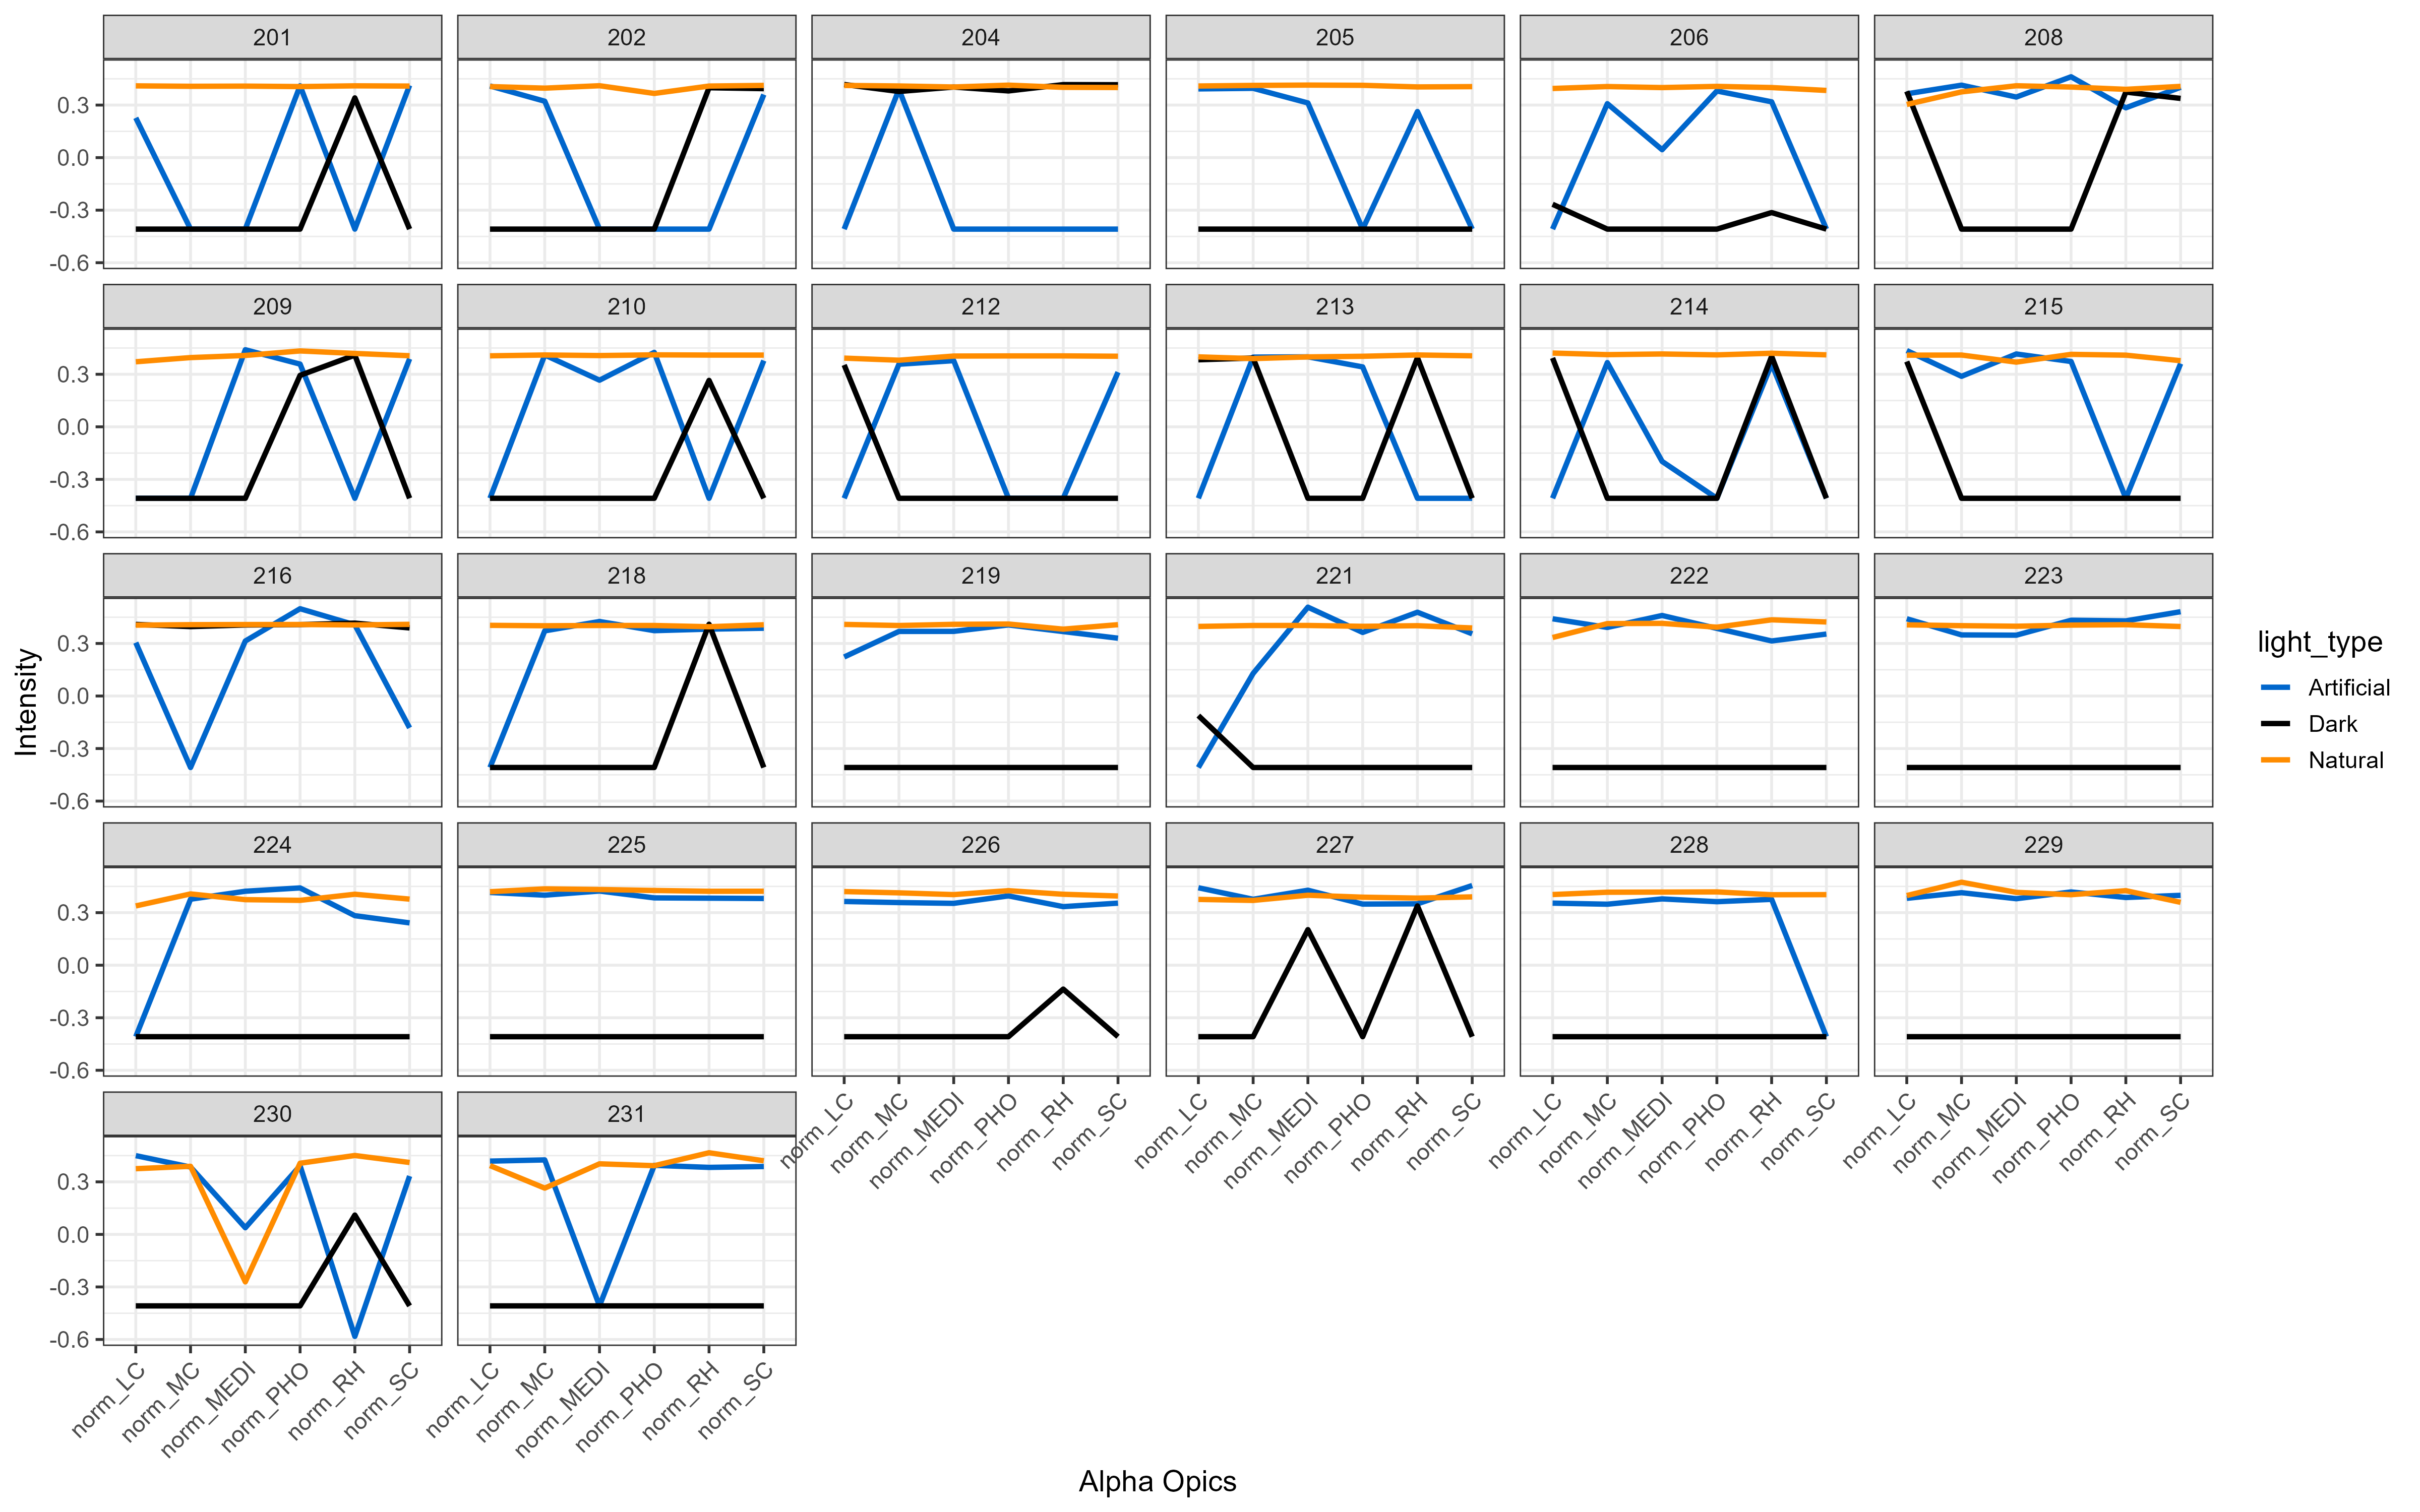 201 202 204 205 206 208
0.3
0.0
-0.3
-0.6
209 210 212 213 214 215
0.3
0.0
-0.3
-0.6
216 218 219 221 222 223
0.3
0.0
-0.3
-0.6
224 225 226 227 228 229
0.3
0.0
-0.3
-0.6
norm_LC norm_MC norm_MEDI norm_PHO norm_RH norm_SC norm_LC norm_MC norm_MEDI norm_PHO norm_RH norm_SC norm_LC norm_MC norm_MEDI norm_PHO norm_RH norm_SC norm_LC norm_MC norm_MEDI norm_PHO norm_RH norm_SC
230 231
0.3
0.0
-0.3
-0.6
norm_LC norm_MC norm_MEDI norm_PHO norm_RH norm_SC norm_LC norm_MC norm_MEDI norm_PHO norm_RH norm_SC
Alpha Opics
Intensity
light_type
Artificial
Dark
Natural